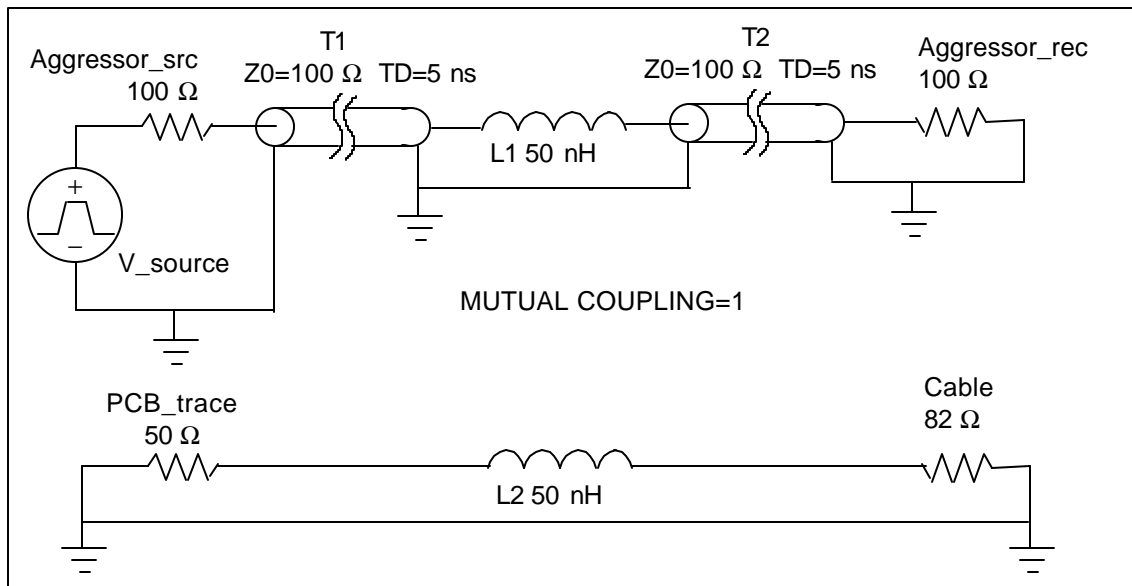 T1
Z0=100 Ω TD=5 ns
T2
Z0=100 Ω TD=5 ns
Aggressor_src
100 Ω
Aggressor_rec
100 Ω
L1 50 nH
+
−
V_source
MUTUAL COUPLING=1
PCB_trace
50 Ω
Cable
82 Ω
L2 50 nH